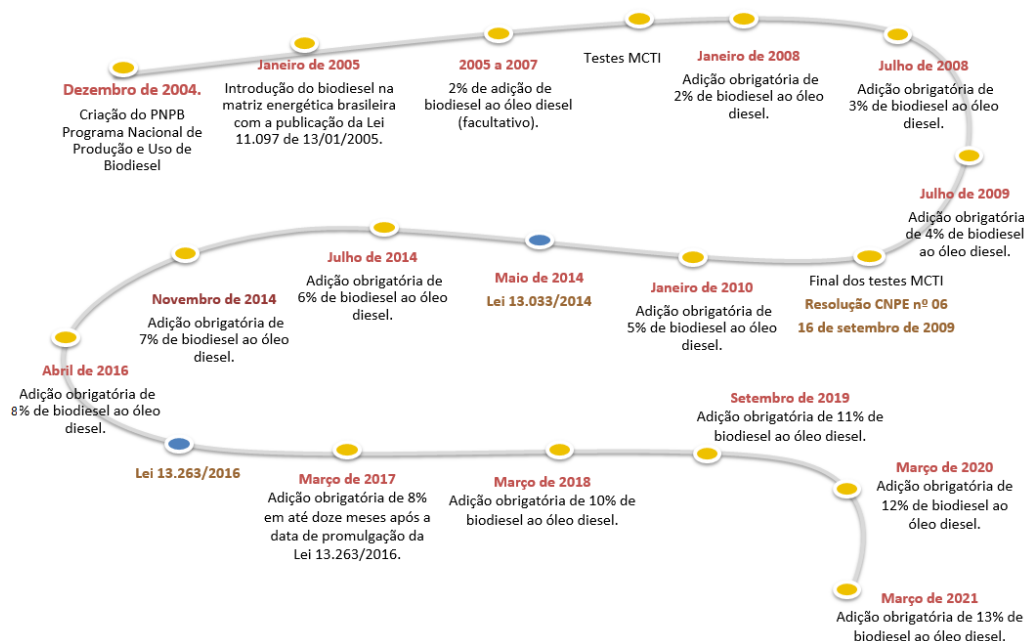 Dezembro de 2004.
Criação do PNPB
Programa Nacional de
Produção e Uso de
Biodiesel
Janeiro de 2005
Introdução do biodiesel na
matriz energética brasileira
com a publicação da Lei
11.097 de 13/01/2005.
2005 a 2007
2% de adição de
biodiesel ao óleo diesel
(facultativo).
Testes MCTI
Janeiro de 2008
Adição obrigatória de
2% de biodiesel ao óleo
diesel.
Julho de 2008
Adição obrigatória de
3% de biodiesel ao óleo
diesel.
Julho de 2009
Adição obrigatória
de 4% de biodiesel
ao óleo diesel.
Final dos testes MCTI
Resolução CNPE nº 06
16 de setembro de 2009
Janeiro de 2010
Adição obrigatória de
5% de biodiesel ao óleo
diesel.
Maio de 2014
Lei 13.033/2014
Julho de 2014
Adição obrigatória de
6% de biodiesel ao óleo
diesel.
Novembro de 2014
Adição obrigatória de
7% de biodiesel ao óleo
diesel.
Abril de 2016
Adição obrigatória de
8% de biodiesel ao óleo
diesel.
Lei 13.263/2016
Março de 2017
Adição obrigatória de 8%
em até doze meses após a
data de promulgação da
Lei 13.263/2016.
Março de 2018
Adição obrigatória de 10% de
biodiesel ao óleo diesel.
Setembro de 2019
Adição obrigatória de 11% de
biodiesel ao óleo diesel.
Março de 2020
Adição obrigatória de
12% de biodiesel ao
óleo diesel.
Março de 2021
Adição obrigatória de 13% de
biodiesel ao óleo diesel.